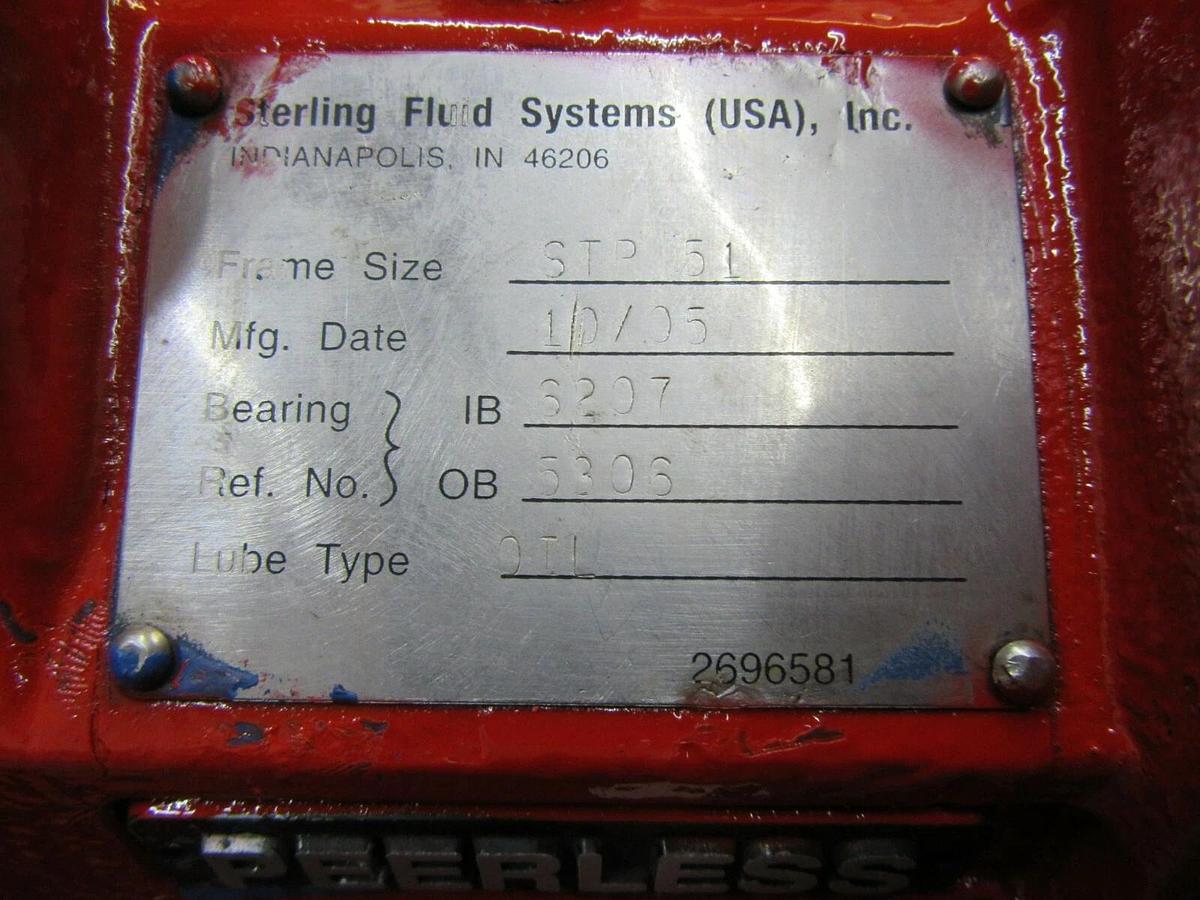 Sterling Fluid Systems (USA), Inc.
INDIANAPOLIS, IN 46206
Frame Size STP 51
Mfg. Date 10/05
Bearing Ref. No. } IB 6207
OB 5306
Lube Type OIL
2696581
PEERLESS